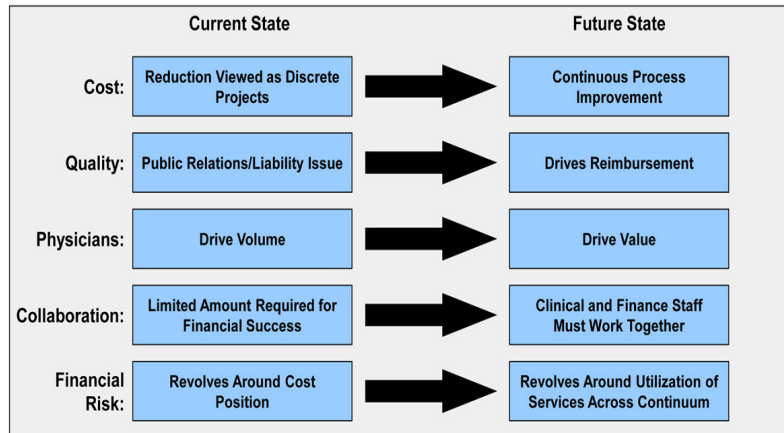 Current State
Future State
Cost:
Reduction Viewed as Discrete
Projects
Continuous Process
Improvement
Quality:
Public Relations/Liability Issue
Drives Reimbursement
Physicians:
Drive Volume
Drive Value
Collaboration:
Limited Amount Required for
Financial Success
Clinical and Finance Staff
Must Work Together
Financial
Risk:
Revolves Around Cost
Position
Revolves Around Utilization of
Services Across Continuum